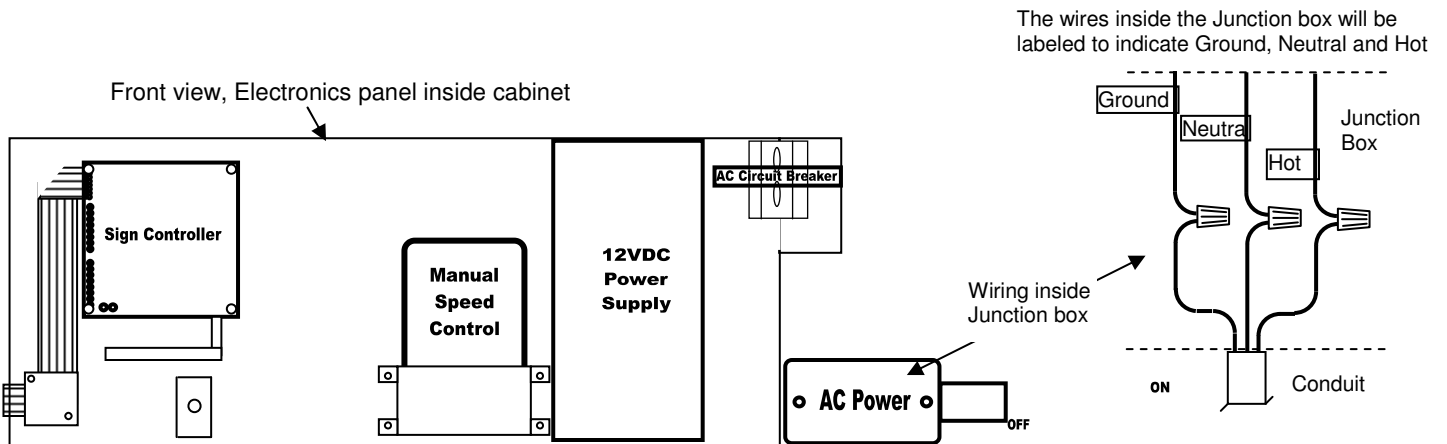 The wires inside the Junction box will be
labeled to indicate Ground, Neutral and Hot
Front view, Electronics panel inside cabinet
Ground
Neutra
Hot
Junction
Box
AC Circuit Breaker
Sign Controller
Manual
Speed
Control
12VDC
Power
Supply
Wiring inside
Junction box
AC Power
OFF
ON
Conduit